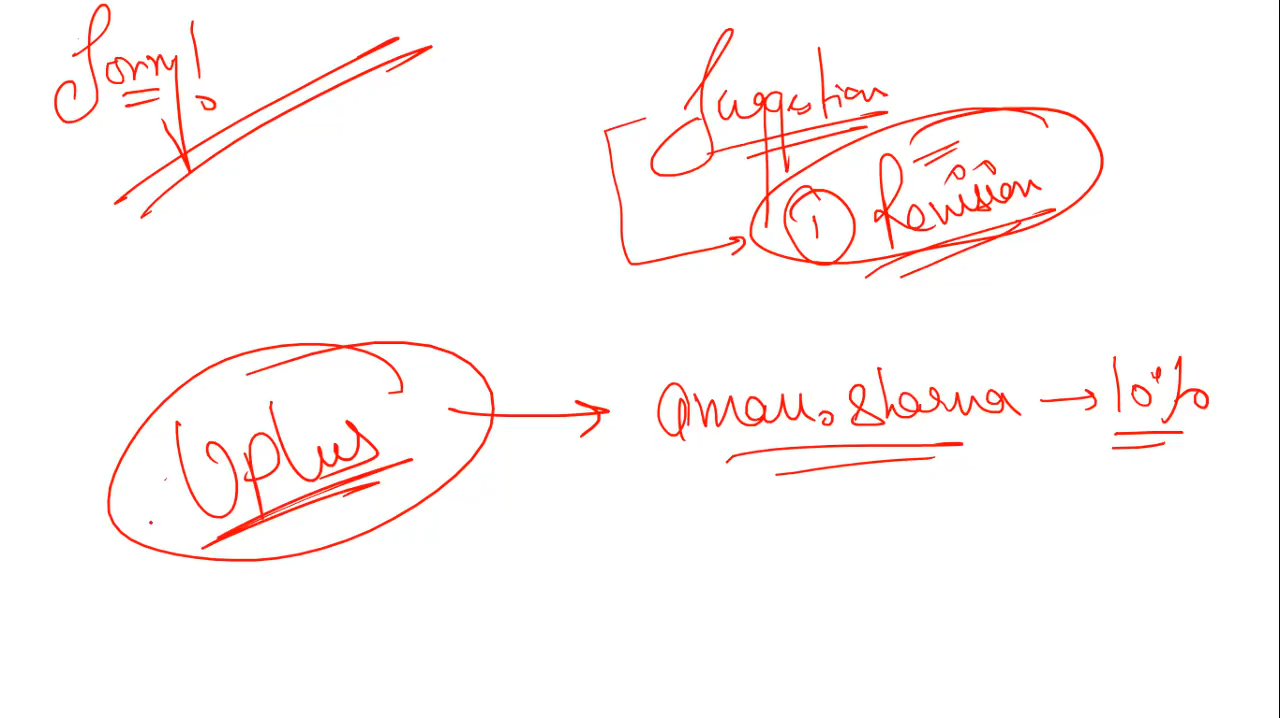 Sorry!
Suggestion
① Revision
Uplus → aman.sharma → 10%